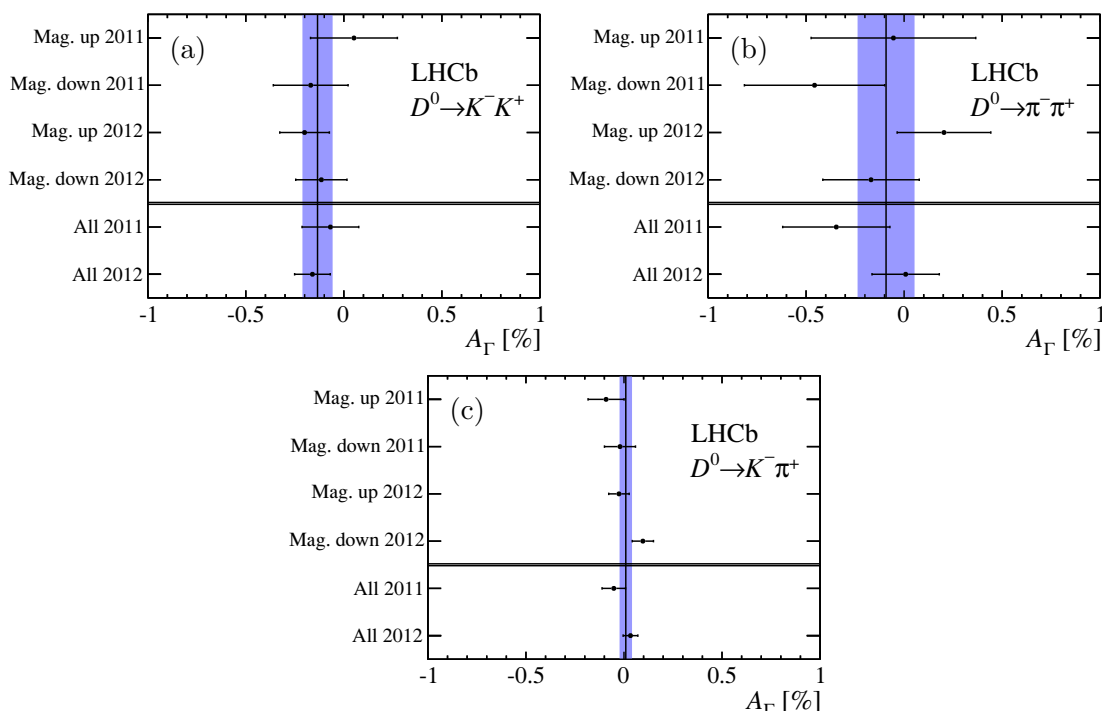 Mag. up 2011
Mag. down 2011
Mag. up 2012
Mag. down 2012
All 2011
All 2012
(a)
LHCb
D⁰→K⁻K⁺
-1 -0.5 0 0.5 1
A_Γ [%]
Mag. up 2011
Mag. down 2011
Mag. up 2012
Mag. down 2012
All 2011
All 2012
(b)
LHCb
D⁰→π⁻π⁺
-1 -0.5 0 0.5 1
A_Γ [%]
Mag. up 2011
Mag. down 2011
Mag. up 2012
Mag. down 2012
All 2011
All 2012
(c)
LHCb
D⁰→K⁻π⁺
-1 -0.5 0 0.5 1
A_Γ [%]